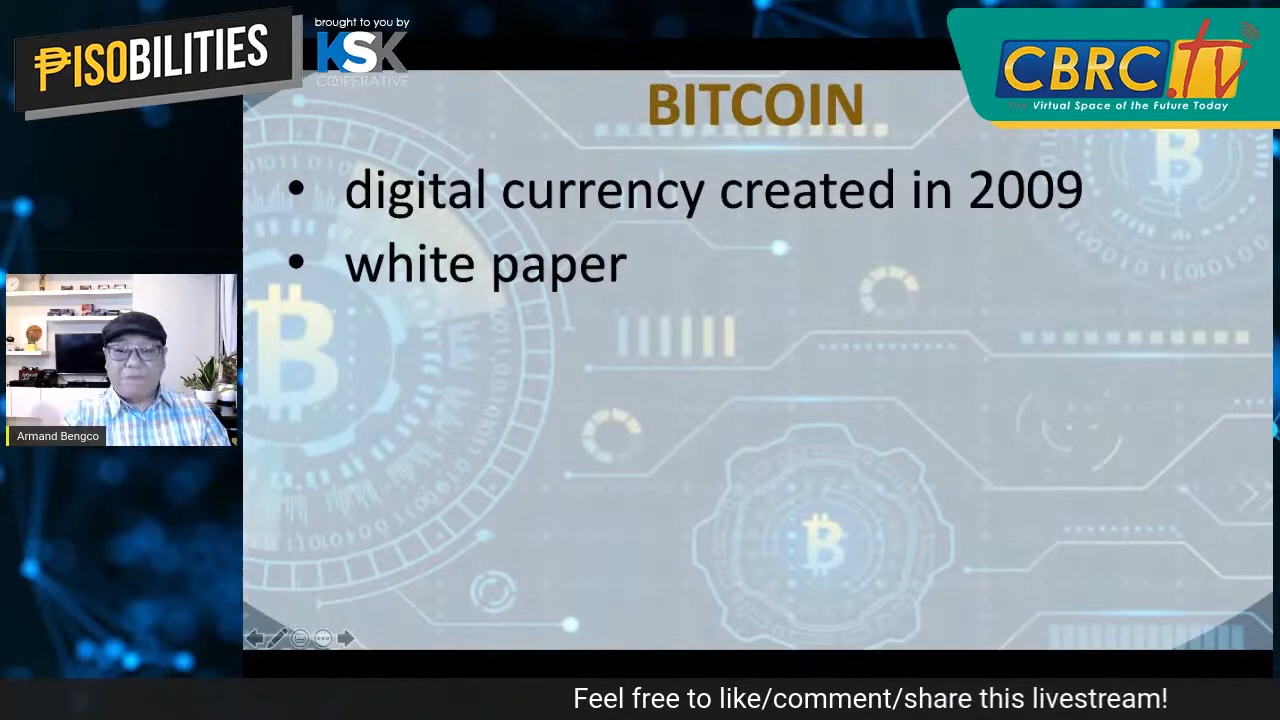 ₱ISOBILITIES
brought to you by
KSK
COOPERATIVE
CBRC.tv
The Virtual Space of the Future Today
BITCOIN
• digital currency created in 2009
• white paper
Armand Bengco
Feel free to like/comment/share this livestream!